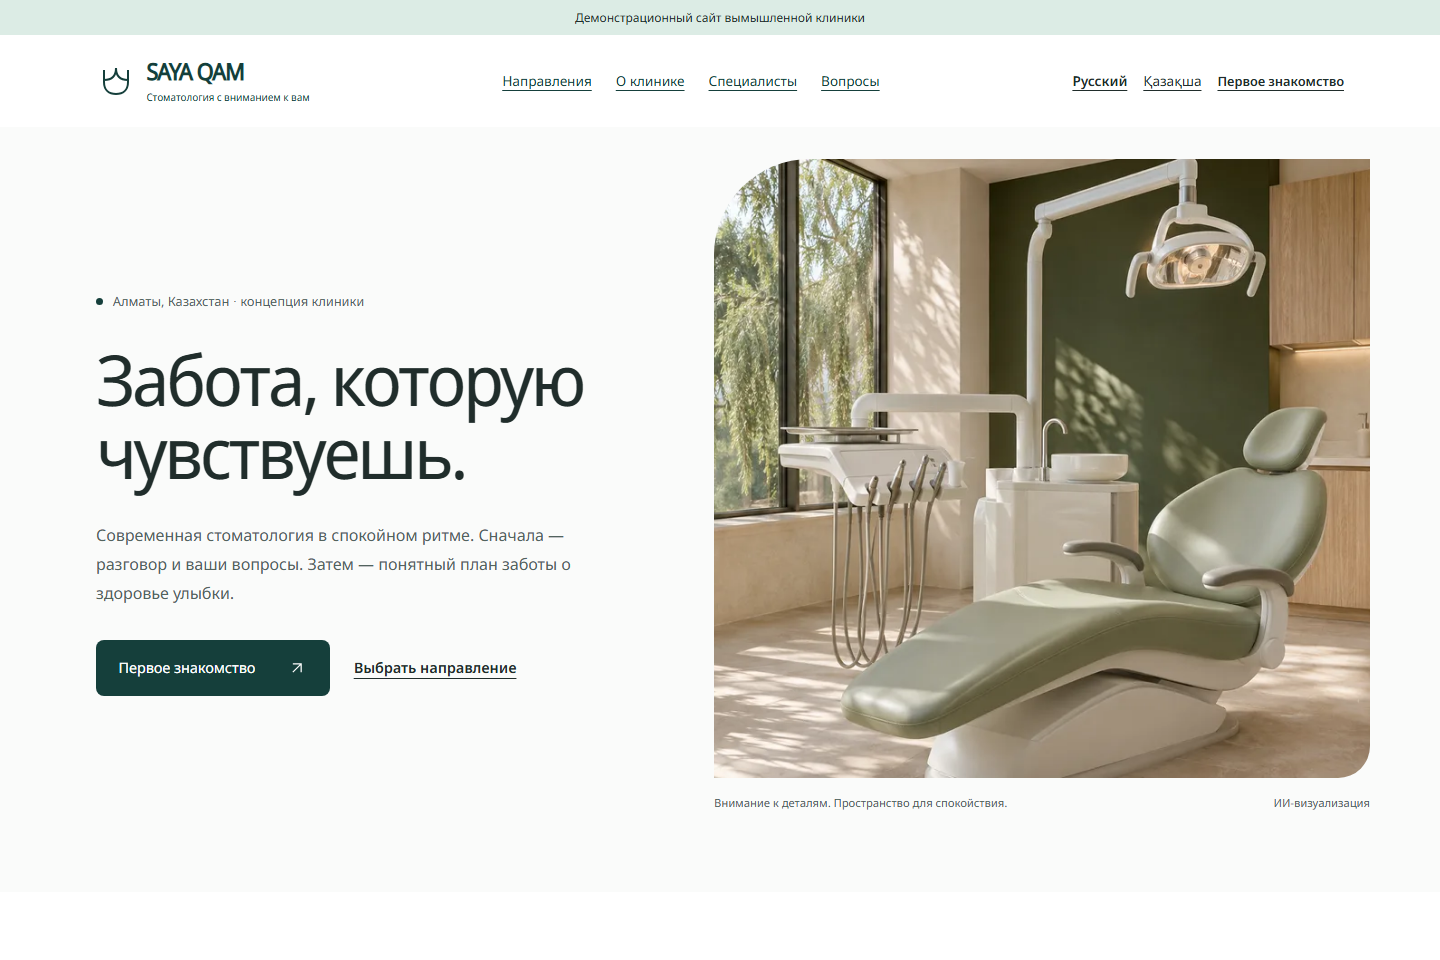 Демонстрационный сайт вымышленной клиники
SAYA QAM
Стоматология с вниманием к вам
Направления О клинике Специалисты Вопросы
Русский Қазақша Первое знакомство
Алматы, Казахстан · концепция клиники
Забота, которую
чувствуешь.
Современная стоматология в спокойном ритме. Сначала —
разговор и ваши вопросы. Затем — понятный план заботы о
здоровье улыбки.
Первое знакомство
Выбрать направление
Внимание к деталям. Пространство для спокойствия.
ИИ-визуализация